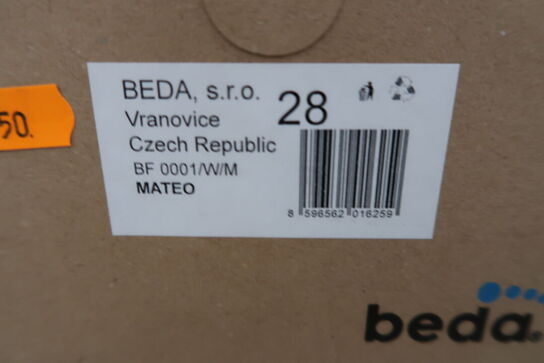 50.
BEDA, s.r.o. 28
Vranovice
Czech Republic
BF 0001/W/M
MATEO
8 596562 016259
beda.